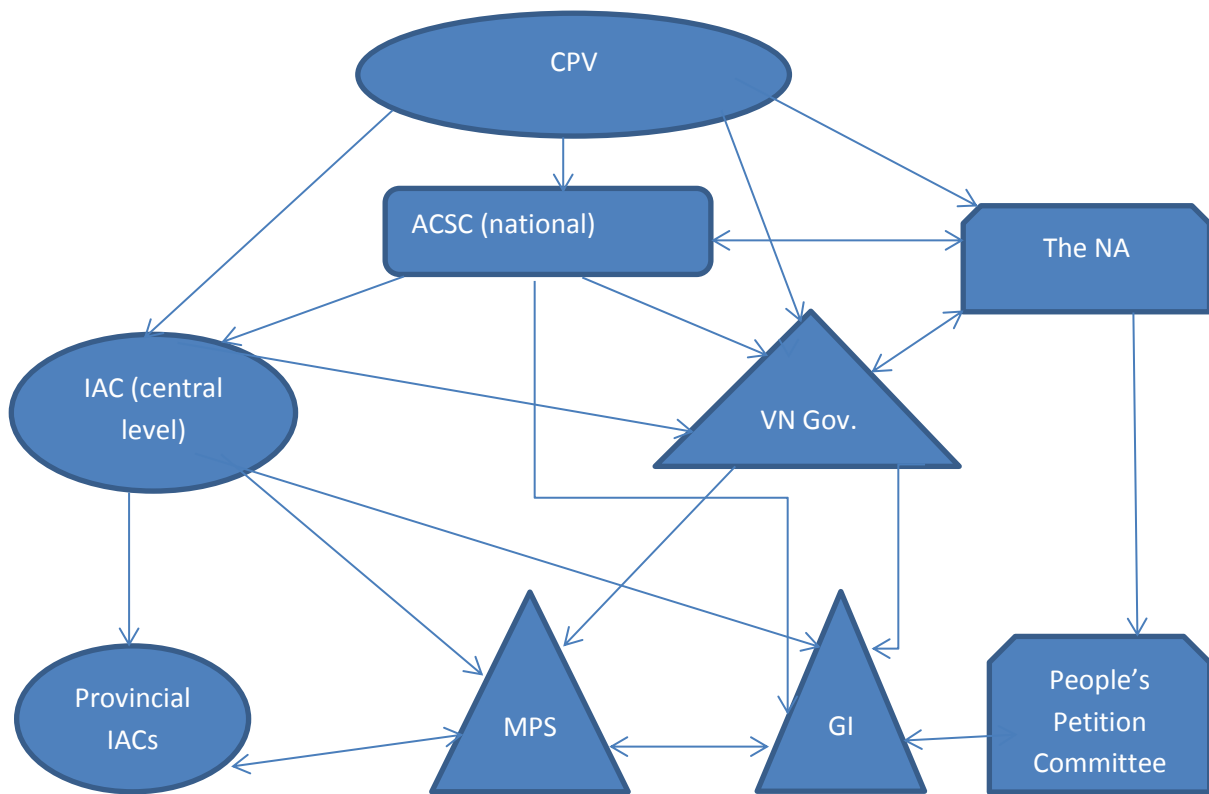 CPV
ACSC (national)
The NA
IAC (central
level)
VN Gov.
Provincial
IACs
MPS
GI
People’s
Petition
Committee